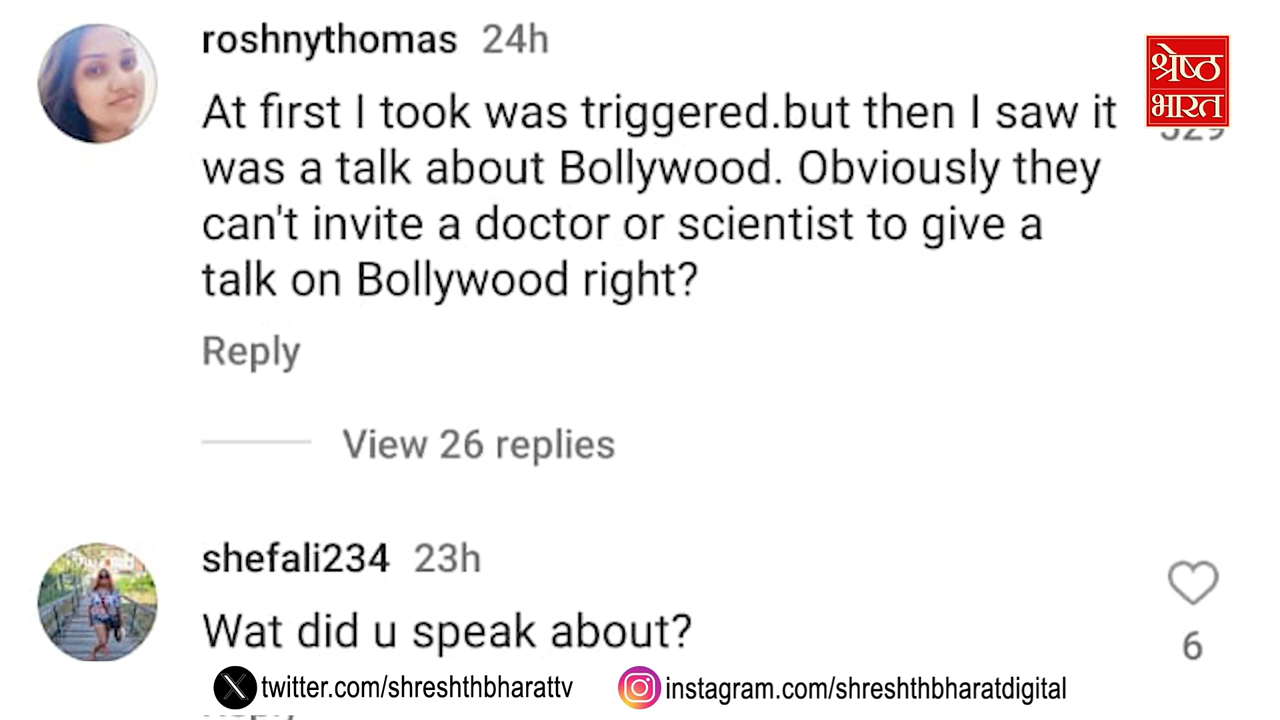 roshnythomas 24h
At first I took was triggered.but then I saw it
was a talk about Bollywood. Obviously they
can't invite a doctor or scientist to give a
talk on Bollywood right?
श्रेष्ठ
भारत
329
Reply
View 26 replies
shefali234 23h
Wat did u speak about?
6
twitter.com/shreshthbharattv
instagram.com/shreshthbharatdigital